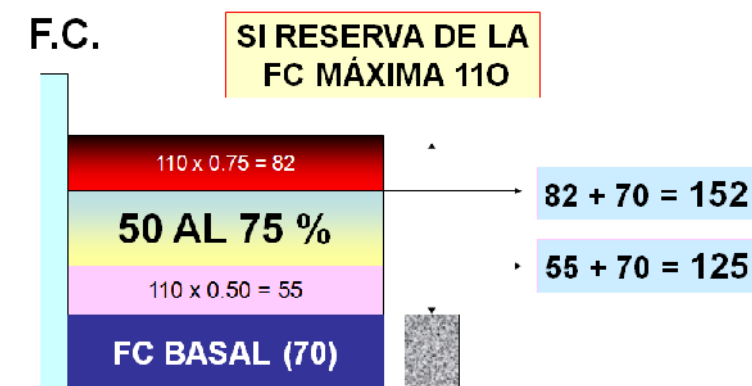 F.C.
SI RESERVA DE LA
FC MÁXIMA 11O
110 x 0.75 = 82
82 + 70 = 152
50 AL 75 %
55 + 70 = 125
110 x 0.50 = 55
FC BASAL (70)